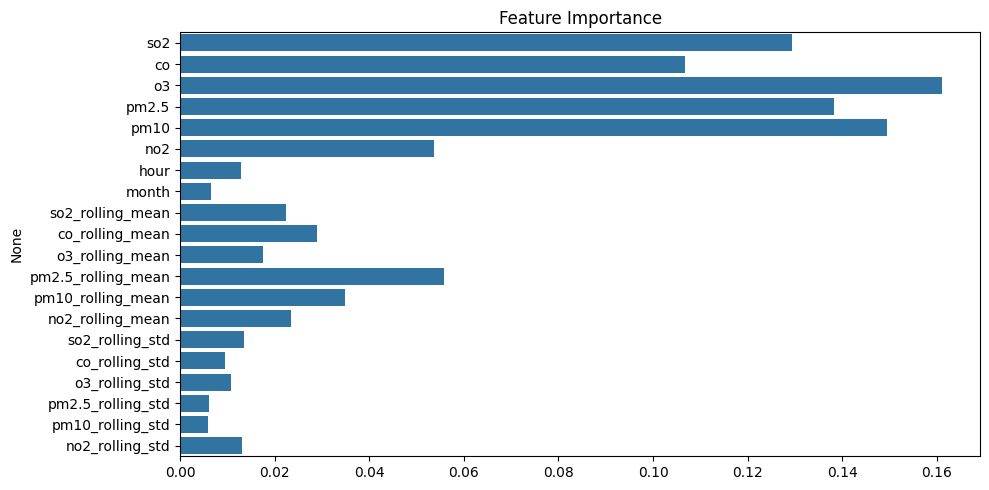 Feature Importance
None
so2
co
o3
pm2.5
pm10
no2
hour
month
so2_rolling_mean
co_rolling_mean
o3_rolling_mean
pm2.5_rolling_mean
pm10_rolling_mean
no2_rolling_mean
so2_rolling_std
co_rolling_std
o3_rolling_std
pm2.5_rolling_std
pm10_rolling_std
no2_rolling_std
0.00 0.02 0.04 0.06 0.08 0.10 0.12 0.14 0.16